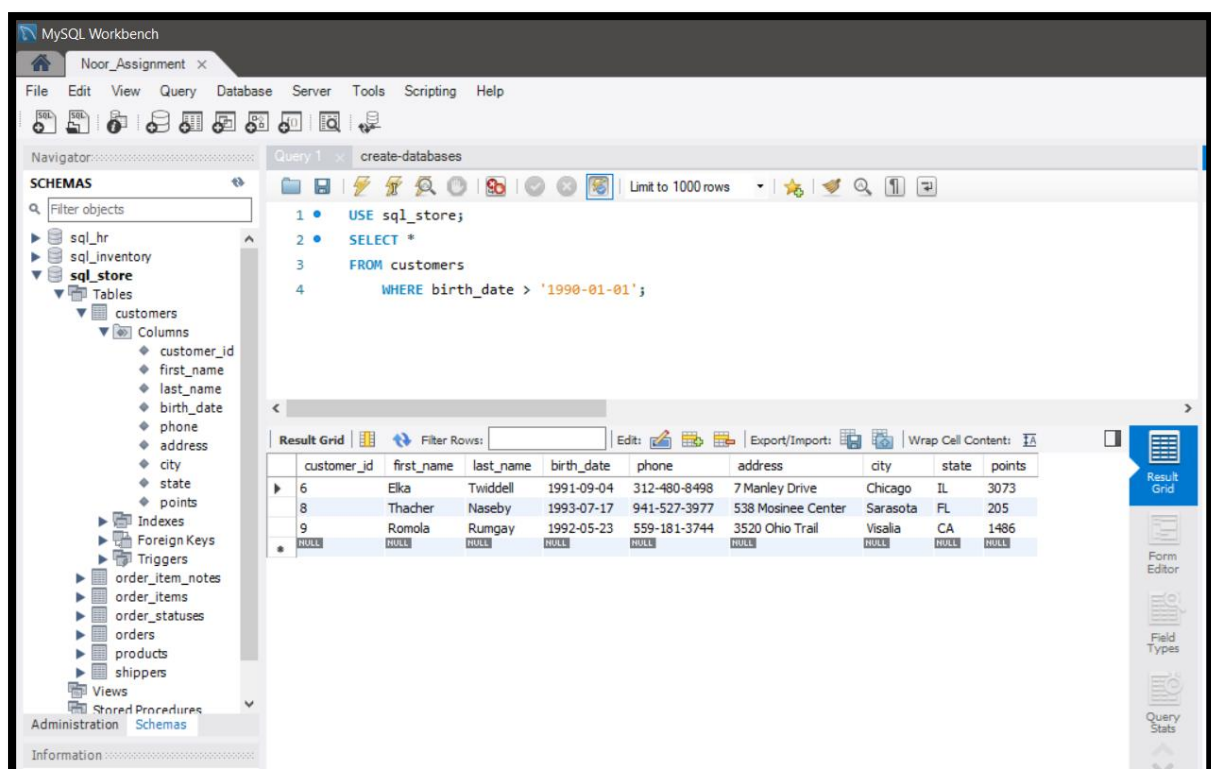 MySQL Workbench
Noor_Assignment
File Edit View Query Database Server Tools Scripting Help
Navigator
Query 1 create-databases
SCHEMAS
Limit to 1000 rows
Filter objects
sql_hr
sql_inventory
sql_store
Tables
customers
Columns
customer_id
first_name
last_name
birth_date
phone
address
city
state
points
Indexes
Foreign Keys
Triggers
order_item_notes
order_items
order_statuses
orders
products
shippers
Views
Stored Procedures
Administration Schemas
Information
1 USE sql_store;
2 SELECT *
3 FROM customers
4 WHERE birth_date > '1990-01-01';
Result Grid Filter Rows: Edit: Export/Import: Wrap Cell Content: IA
customer_id first_name last_name birth_date phone address city state points
6 Elka Twiddell 1991-09-04 312-480-8498 7 Manley Drive Chicago IL 3073
8 Thacher Naseby 1993-07-17 941-527-3977 538 Mosinee Center Sarasota FL 205
9 Romola Rumgay 1992-05-23 559-181-3744 3520 Ohio Trail Visalia CA 1486
NULL NULL NULL NULL NULL NULL NULL NULL NULL
Result
Grid
Form
Editor
Field
Types
Query
Stats